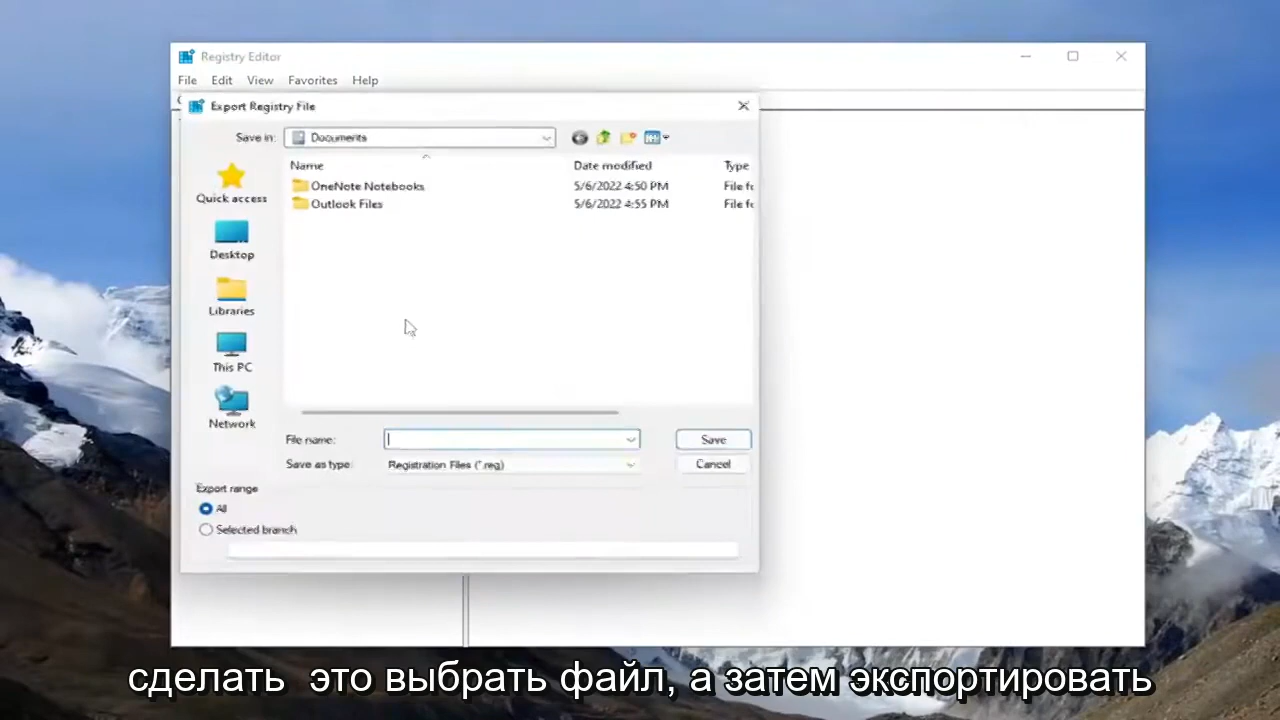 Registry Editor
File Edit View Favorites Help
Export Registry File
Save in: Documents
Name Date modified Type
OneNote Notebooks 5/6/2022 4:50 PM File fo
Outlook Files 5/6/2022 4:55 PM File fo
Quick access
Desktop
Libraries
This PC
Network
File name: Save
Save as type: Registration Files (*.reg) Cancel
Export range
All
Selected branch
сделать это выбрать файл, а затем экспортировать